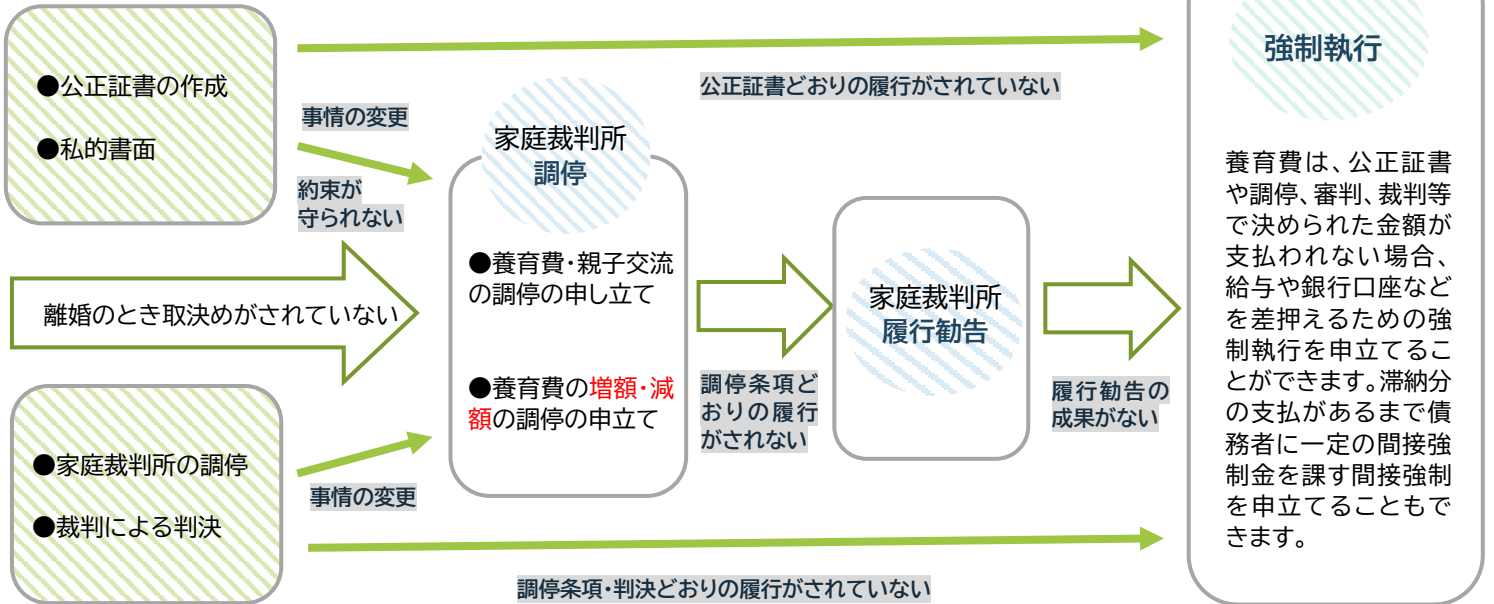 ●公正証書の作成
●私的書面
公正証書どおりの履行がされていない
事情の変更
約束が
守られない
離婚のとき取決めがされていない
●家庭裁判所の調停
●裁判による判決
事情の変更
調停条項・判決どおりの履行がされていない
家庭裁判所
調停
●養育費・親子交流
の調停の申し立て
●養育費の増額・減
額の調停の申立て
調停条項ど
おりの履行
がされない
家庭裁判所
履行勧告
履行勧告の
成果がない
強制執行
養育費は、公正証書
や調停、審判、裁判等
で決められた金額が
支払われない場合、
給与や銀行口座など
を差押えるための強
制執行を申立てるこ
とができます。滞納分
の支払があるまで債
務者に一定の間接強
制金を課す間接強制
を申立てることもで
きます。